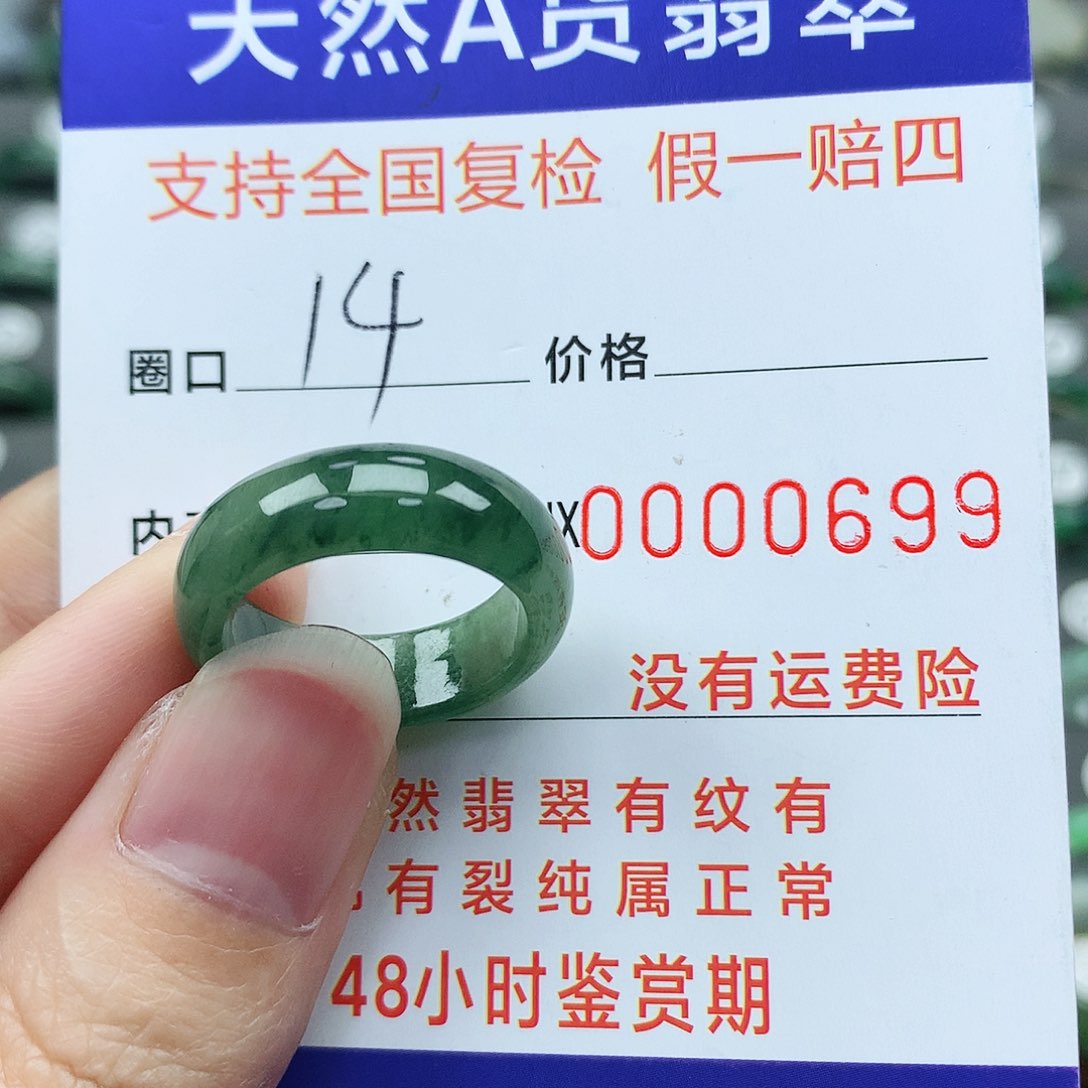 天然A货翡翠
支持全国复检 假一赔四
圈口 14 价格
内 X0000699
没有运费险
然翡翠有纹有
有裂纯属正常
48小时鉴赏期